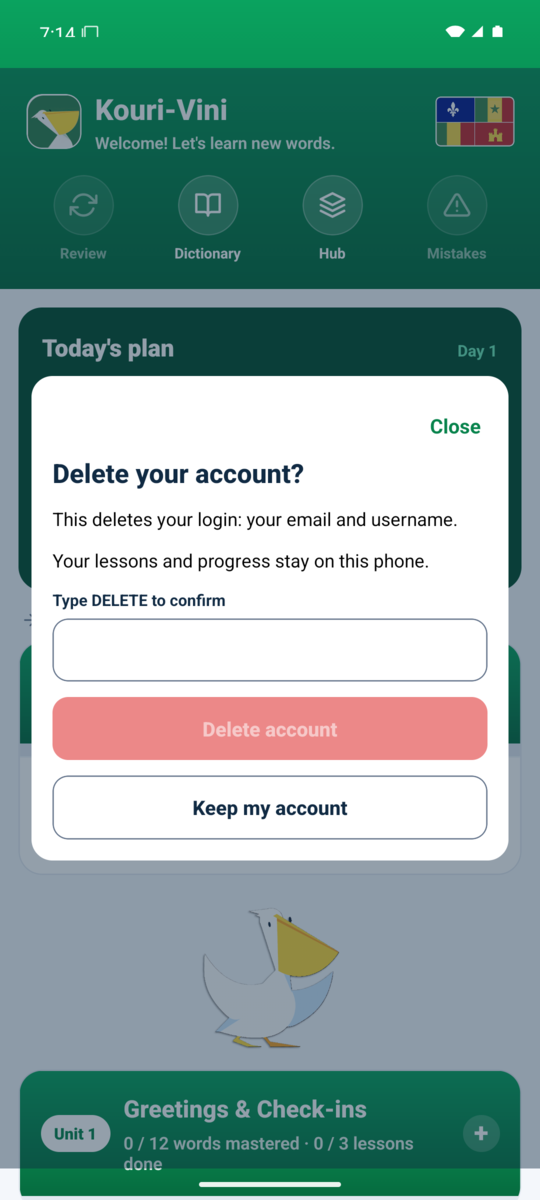 7:14
Kouri-Vini
Welcome! Let's learn new words.
Review
Dictionary
Hub
Mistakes
Today's plan
Day 1
Close
Delete your account?
This deletes your login: your email and username.
Your lessons and progress stay on this phone.
Type DELETE to confirm
Delete account
Keep my account
Unit 1
Greetings & Check-ins
0 / 12 words mastered · 0 / 3 lessons
done